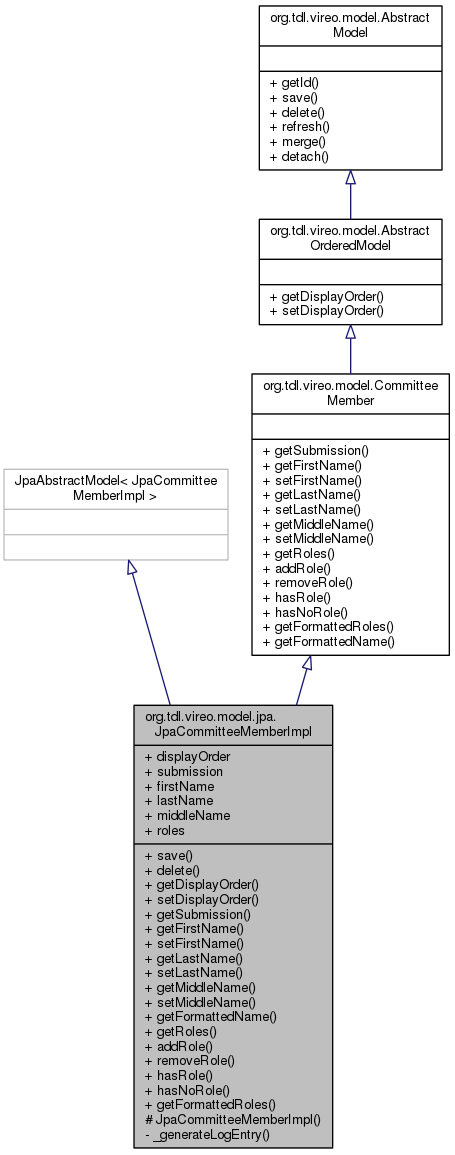 org.tdl.vireo.model.Abstract
Model
+ getId()
+ save()
+ delete()
+ refresh()
+ merge()
+ detach()
org.tdl.vireo.model.Abstract
OrderedModel
+ getDisplayOrder()
+ setDisplayOrder()
org.tdl.vireo.model.Committee
Member
+ getSubmission()
+ getFirstName()
+ setFirstName()
+ getLastName()
+ setLastName()
+ getMiddleName()
+ setMiddleName()
+ getRoles()
+ addRole()
+ removeRole()
+ hasRole()
+ hasNoRole()
+ getFormattedRoles()
+ getFormattedName()
JpaAbstractModel< JpaCommittee
MemberImpl >
org.tdl.vireo.model.jpa.
JpaCommitteeMemberImpl
+ displayOrder
+ submission
+ firstName
+ lastName
+ middleName
+ roles
+ save()
+ delete()
+ getDisplayOrder()
+ setDisplayOrder()
+ getSubmission()
+ getFirstName()
+ setFirstName()
+ getLastName()
+ setLastName()
+ getMiddleName()
+ setMiddleName()
+ getFormattedName()
+ getRoles()
+ addRole()
+ removeRole()
+ hasRole()
+ hasNoRole()
+ getFormattedRoles()
# JpaCommitteeMemberImpl()
- _generateLogEntry()